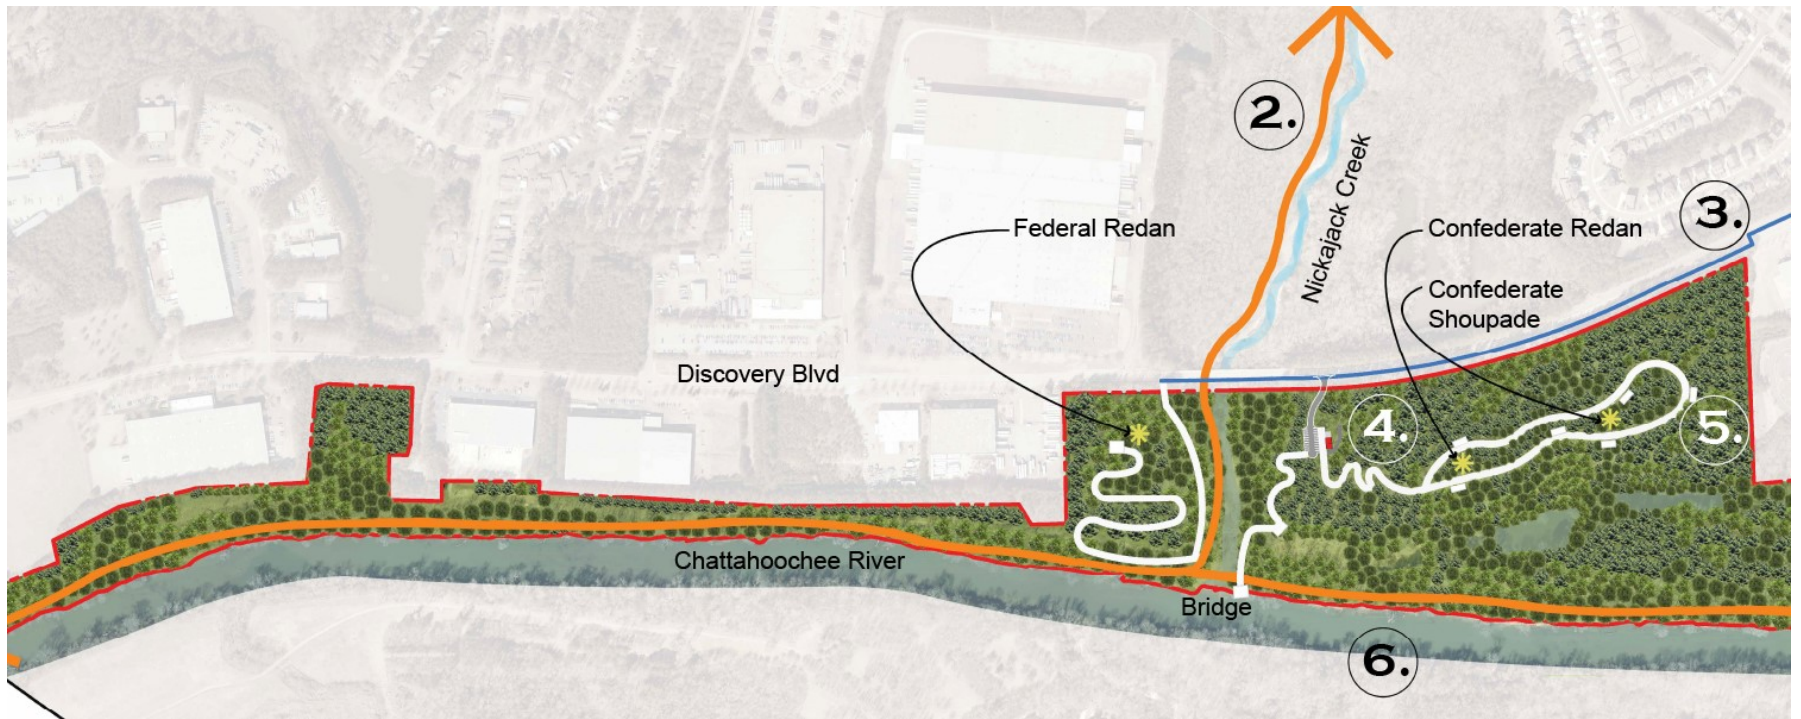 2.
Nickajack Creek
3.
Federal Redan
Confederate Redan
Confederate
Shoupade
Discovery Blvd
4.
5.
Chattahoochee River
Bridge
6.